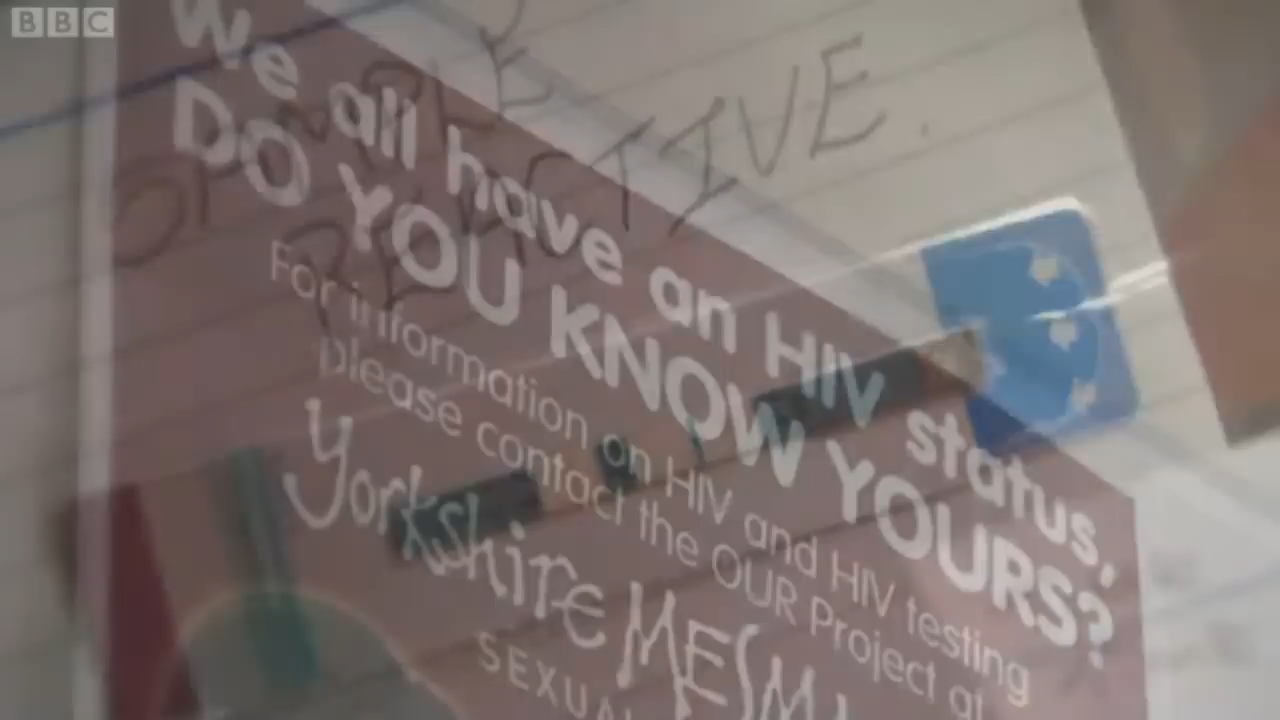 BBC
We all have an HIV status,
DO YOU KNOW YOURS?
For information on HIV and HIV testing
please contact the OUR Project at
Yorkshire MESMAC
SEXUAL
REACTIVE.